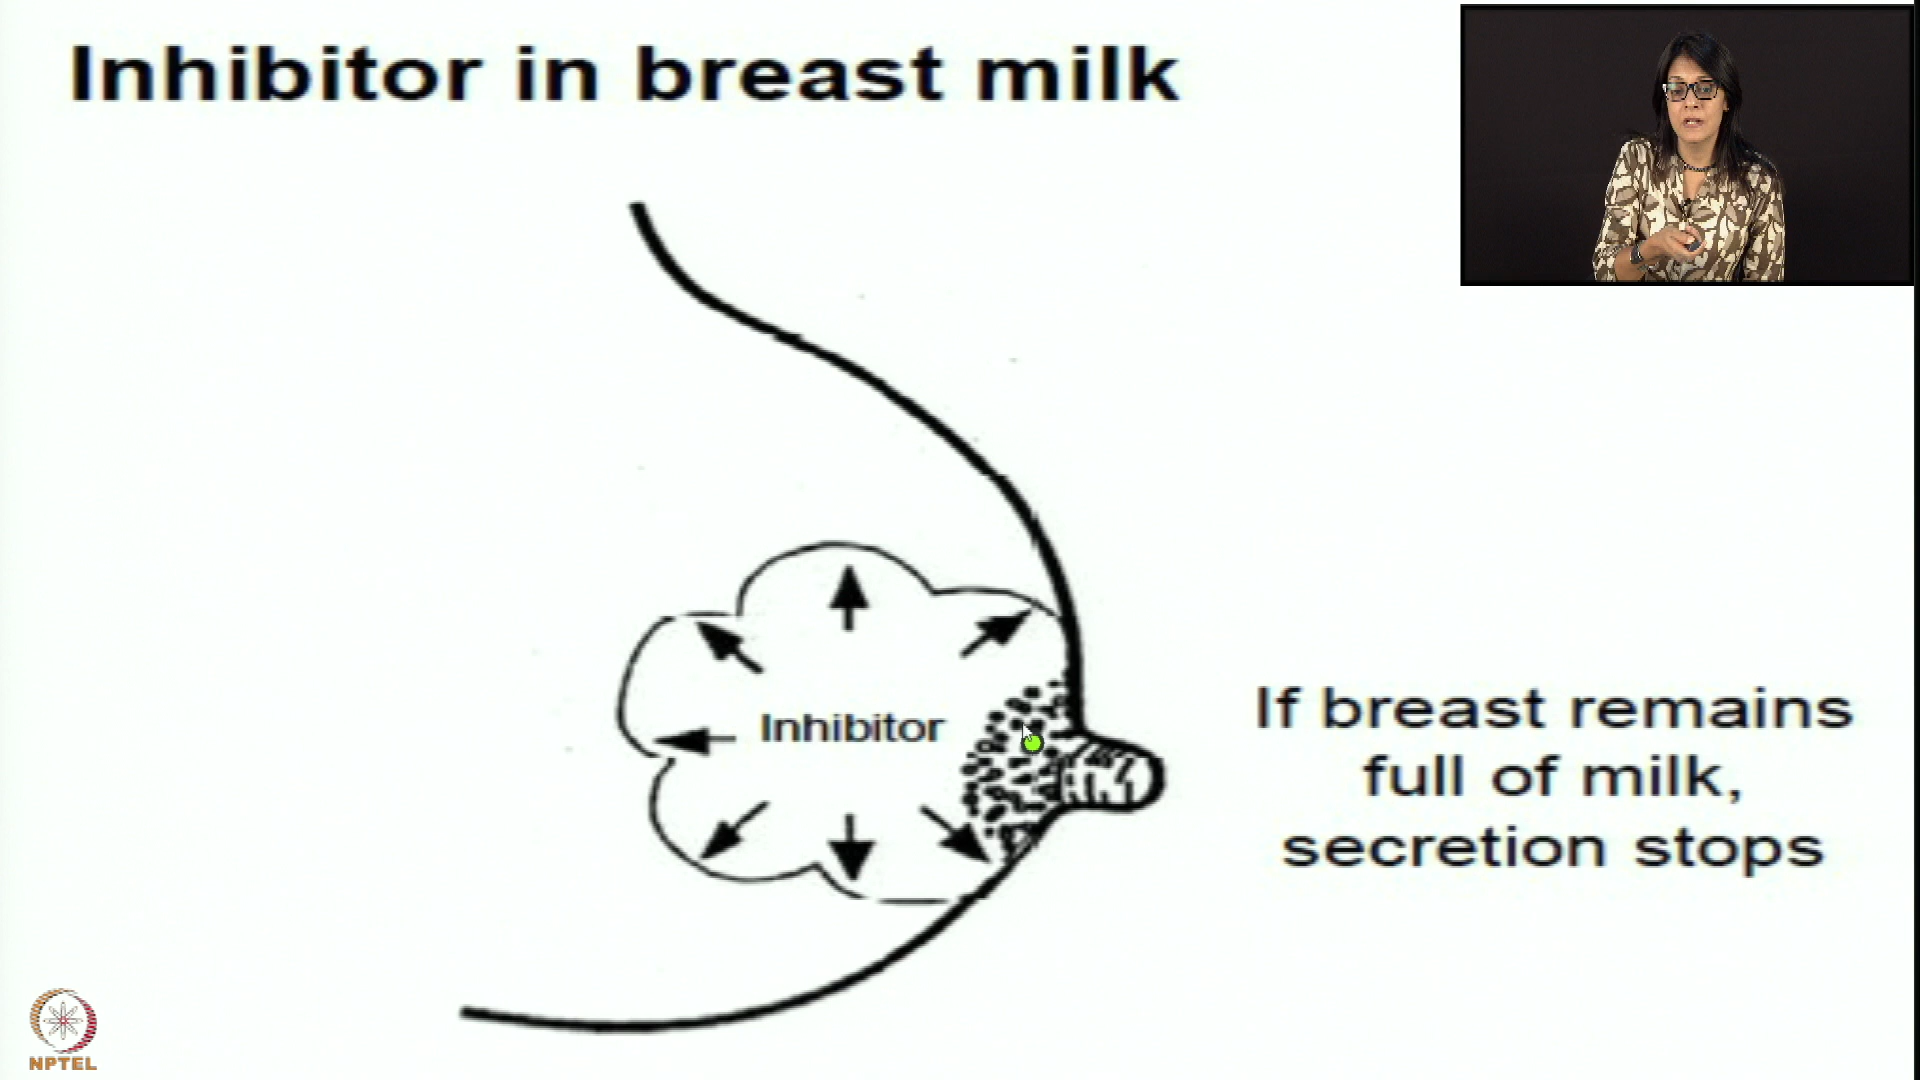 Inhibitor in breast milk
Inhibitor
If breast remains
full of milk,
secretion stops
NPTEL